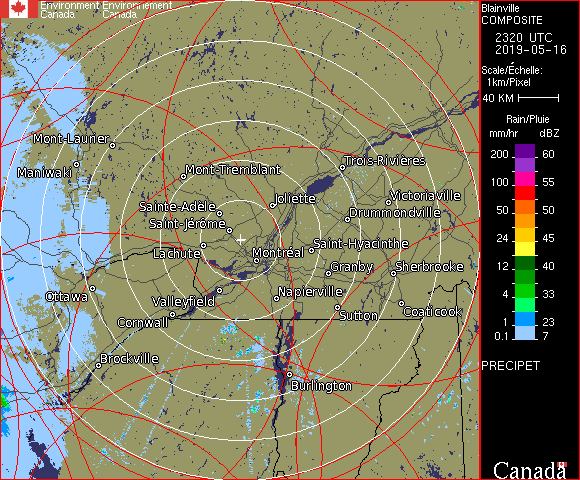 Environment Environnement
Canada Canada
Blainville
COMPOSITE
2320 UTC
2019-05-16
Scale/Échelle:
1km/Pixel
40 KM
Rain/Pluie
mm/hr dBZ
200 60
100 55
50 50
24 45
12 40
4 33
1 23
0.1 7
PRECIPET
Canada
Mont-Laurier
Maniwaki
Mont-Tremblant
Trois-Rivières
Joliette
Victoriaville
Sainte-Adèle
Drummondville
Saint-Jérôme
Saint-Hyacinthe
Lachute
Montréal
Granby
Sherbrooke
Ottawa
Valleyfield
Napierville
Cornwall
Sutton
Coaticook
Brockville
Burlington